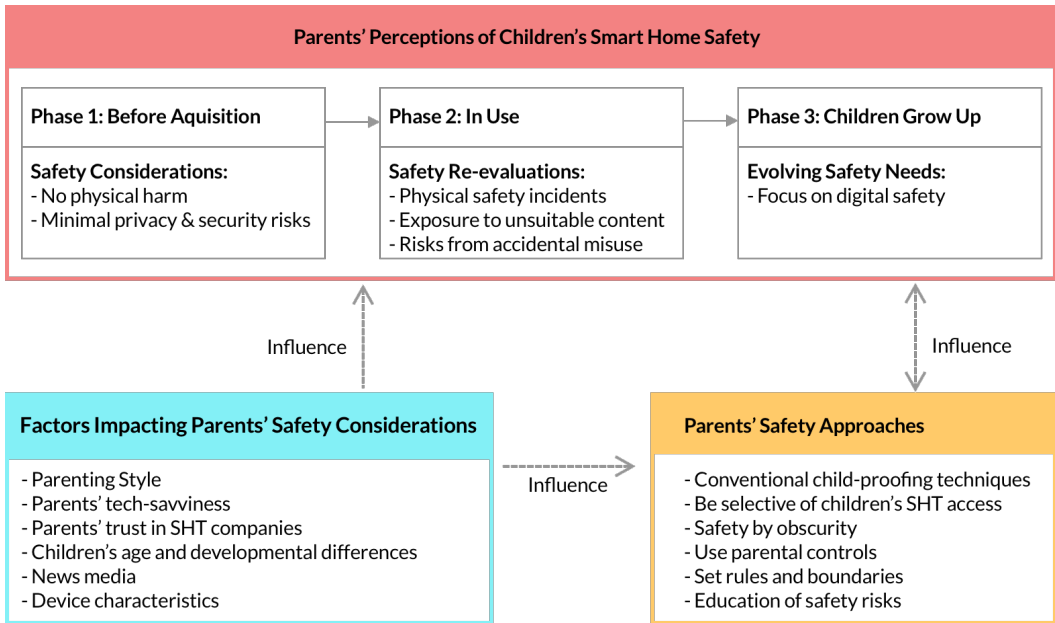 Parents’ Perceptions of Children’s Smart Home Safety
Phase 1: Before Aquisition
Safety Considerations:
- No physical harm
- Minimal privacy & security risks
Phase 2: In Use
Safety Re-evaluations:
- Physical safety incidents
- Exposure to unsuitable content
- Risks from accidental misuse
Phase 3: Children Grow Up
Evolving Safety Needs:
- Focus on digital safety
Influence
Influence
Factors Impacting Parents’ Safety Considerations
- Parenting Style
- Parents’ tech-savviness
- Parents’ trust in SHT companies
- Children’s age and developmental differences
- News media
- Device characteristics
Influence
Parents’ Safety Approaches
- Conventional child-proofing techniques
- Be selective of children’s SHT access
- Safety by obscurity
- Use parental controls
- Set rules and boundaries
- Education of safety risks